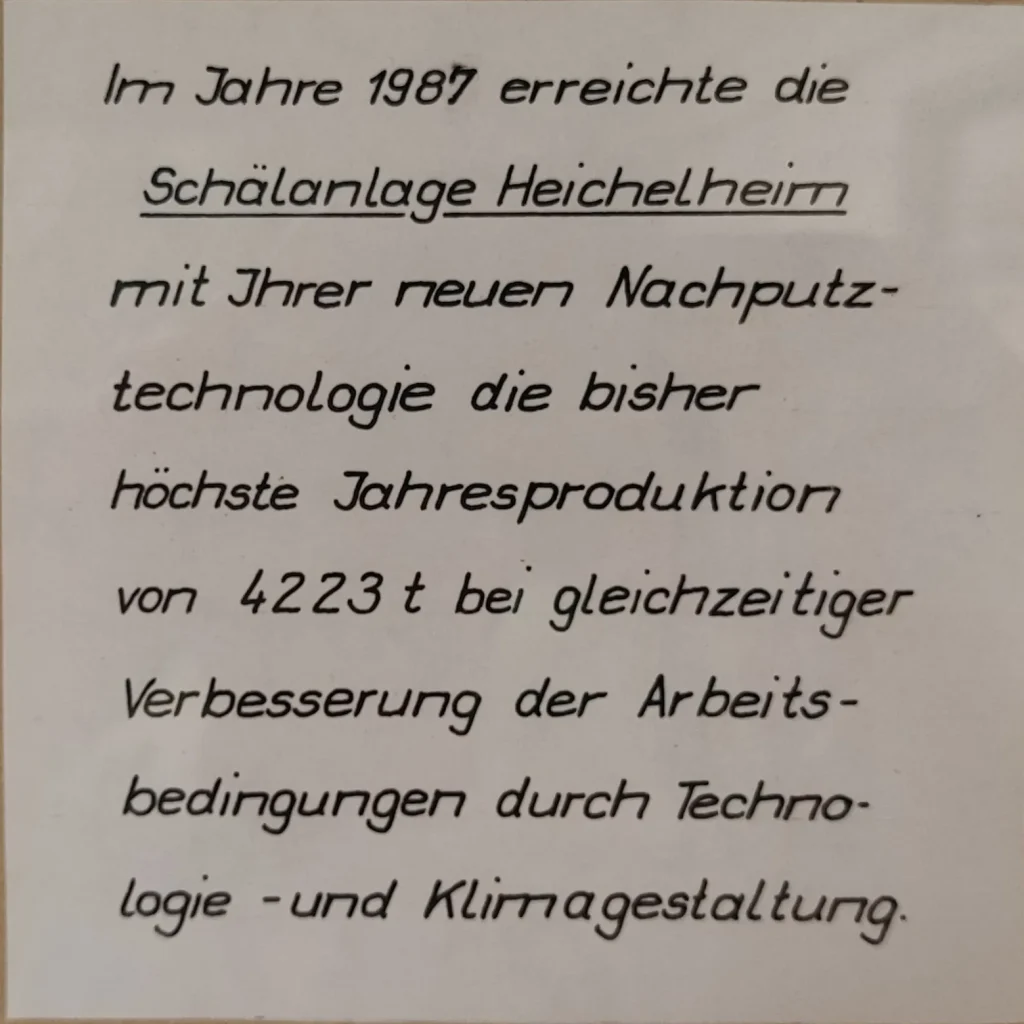 Im Jahre 1987 erreichte die
Schälanlage Heichelheim
mit Ihrer neuen Nachputz-
technologie die bisher
höchste Jahresproduktion
von 4223 t bei gleichzeitiger
Verbesserung der Arbeits-
bedingungen durch Techno-
logie - und Klimagestaltung.